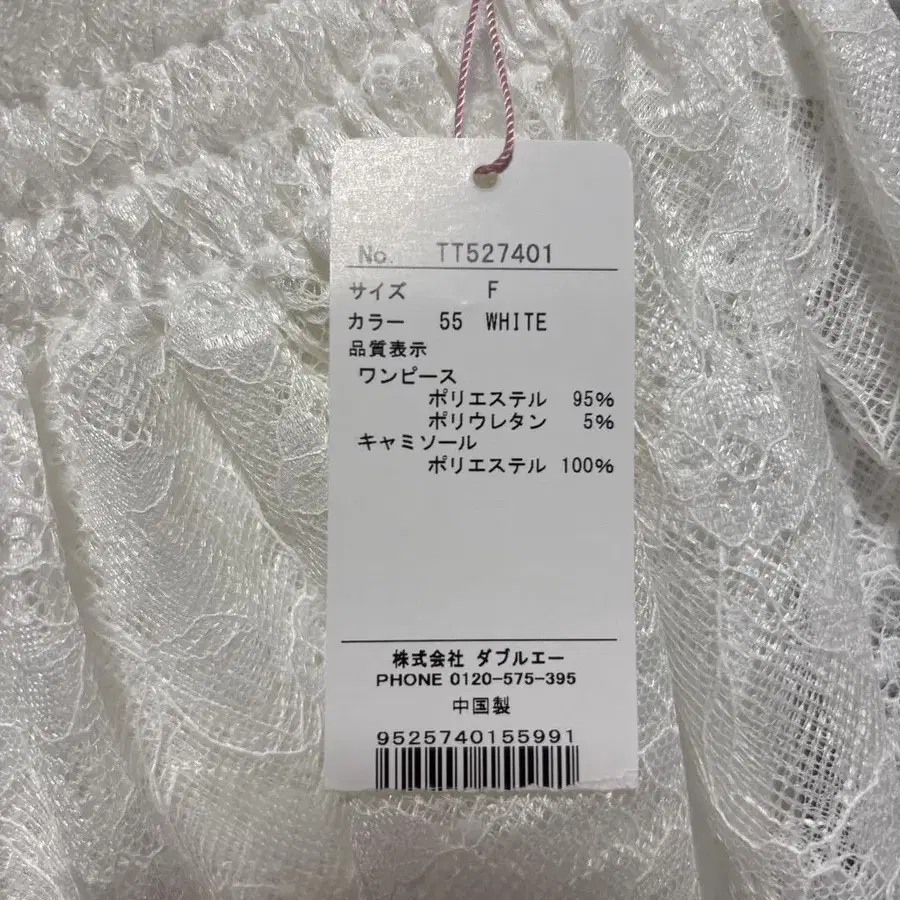 No. TT527401
サイズ F
カラー 55 WHITE
品質表示
ワンピース
ポリエステル 95%
ポリウレタン 5%
キャミソール
ポリエステル 100%
株式会社 ダブルエー
PHONE 0120-575-395
中国製
9525740155991